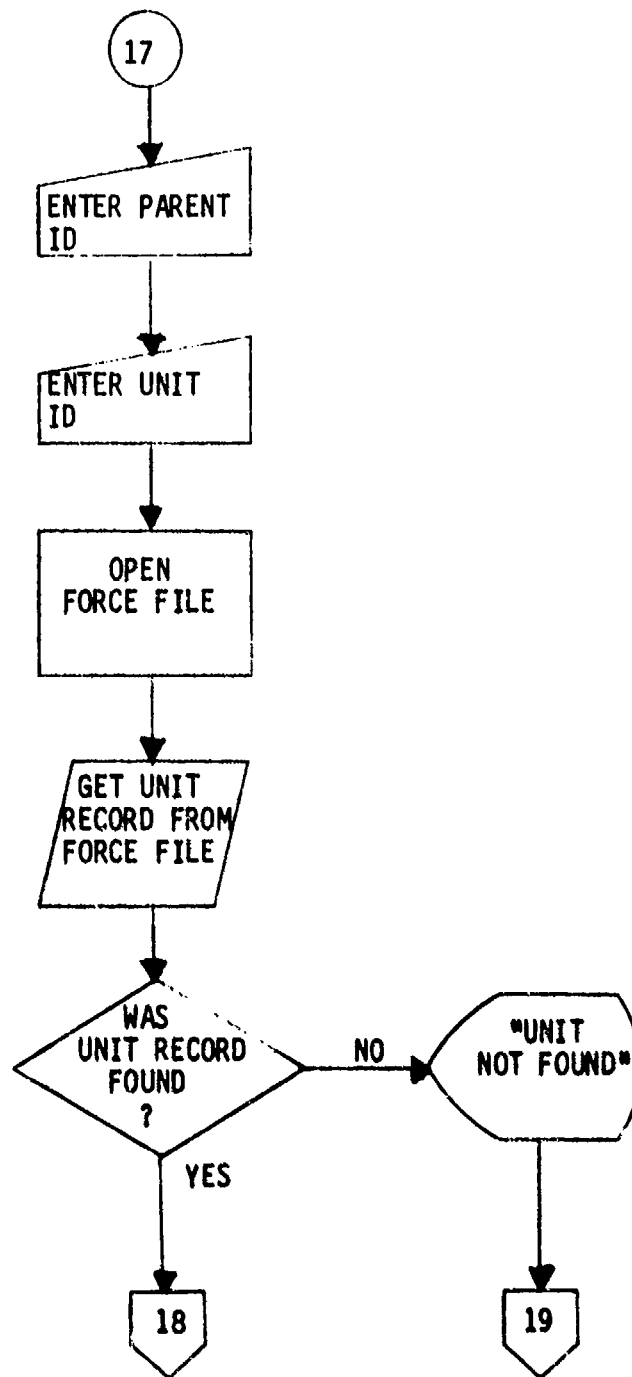 17
ENTER PARENT
ID
ENTER UNIT
ID
OPEN
FORCE FILE
GET UNIT
RECORD FROM
FORCE FILE
WAS
UNIT RECORD
FOUND
?
NO
"UNIT
NOT FOUND"
YES
18
19